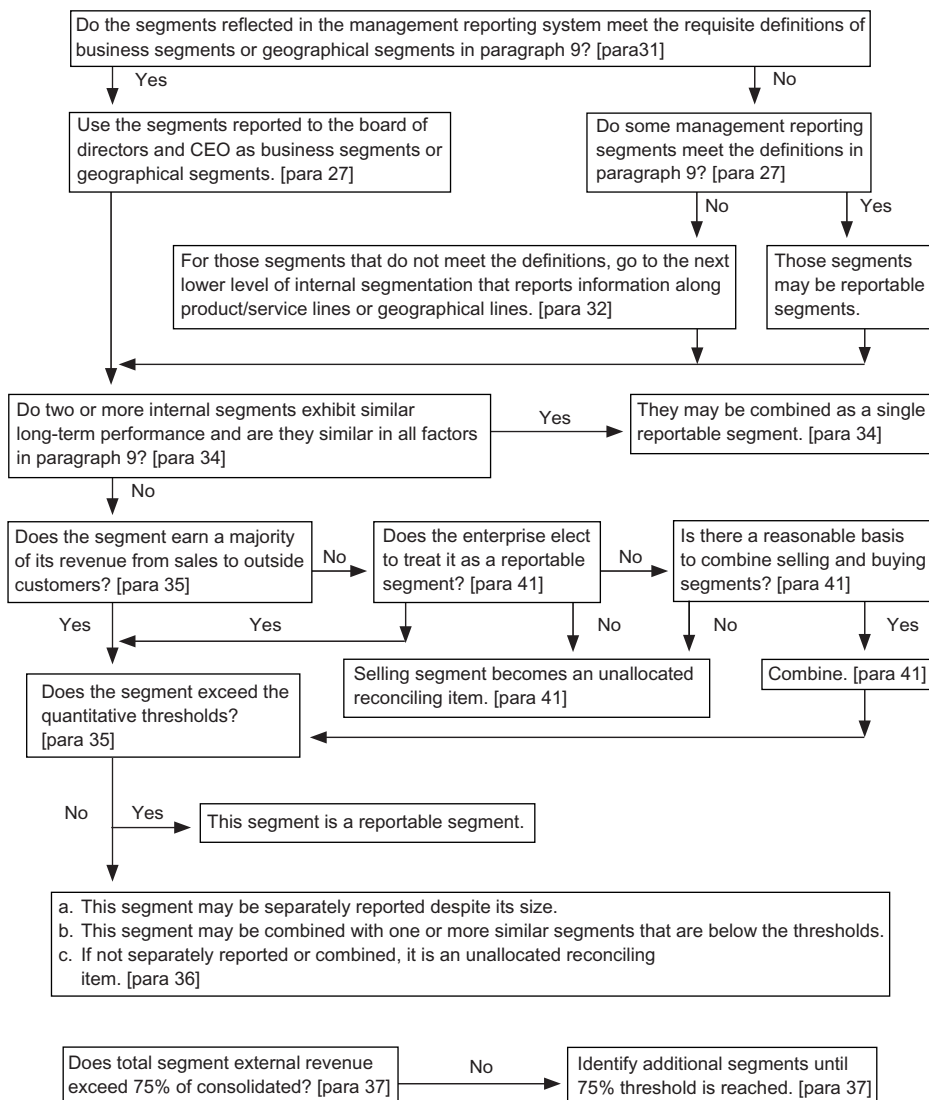 Do the segments reflected in the management reporting system meet the requisite definitions of
business segments or geographical segments in paragraph 9? [para31]
Yes
No
Use the segments reported to the board of
directors and CEO as business segments or
geographical segments. [para 27]
Do some management reporting
segments meet the definitions in
paragraph 9? [para 27]
No
Yes
For those segments that do not meet the definitions, go to the next
lower level of internal segmentation that reports information along
product/service lines or geographical lines. [para 32]
Those segments
may be reportable
segments.
Do two or more internal segments exhibit similar
long-term performance and are they similar in all factors
in paragraph 9? [para 34]
Yes
They may be combined as a single
reportable segment. [para 34]
No
Does the segment earn a majority
of its revenue from sales to outside
customers? [para 35]
No
Does the enterprise elect
to treat it as a reportable
segment? [para 41]
No
Is there a reasonable basis
to combine selling and buying
segments? [para 41]
Yes
Yes
No
No
Yes
Does the segment exceed the
quantitative thresholds?
[para 35]
Selling segment becomes an unallocated
reconciling item. [para 41]
Combine. [para 41]
No
Yes
This segment is a reportable segment.
a. This segment may be separately reported despite its size.
b. This segment may be combined with one or more similar segments that are below the thresholds.
c. If not separately reported or combined, it is an unallocated reconciling
item. [para 36]
Does total segment external revenue
exceed 75% of consolidated? [para 37]
No
Identify additional segments until
75% threshold is reached. [para 37]